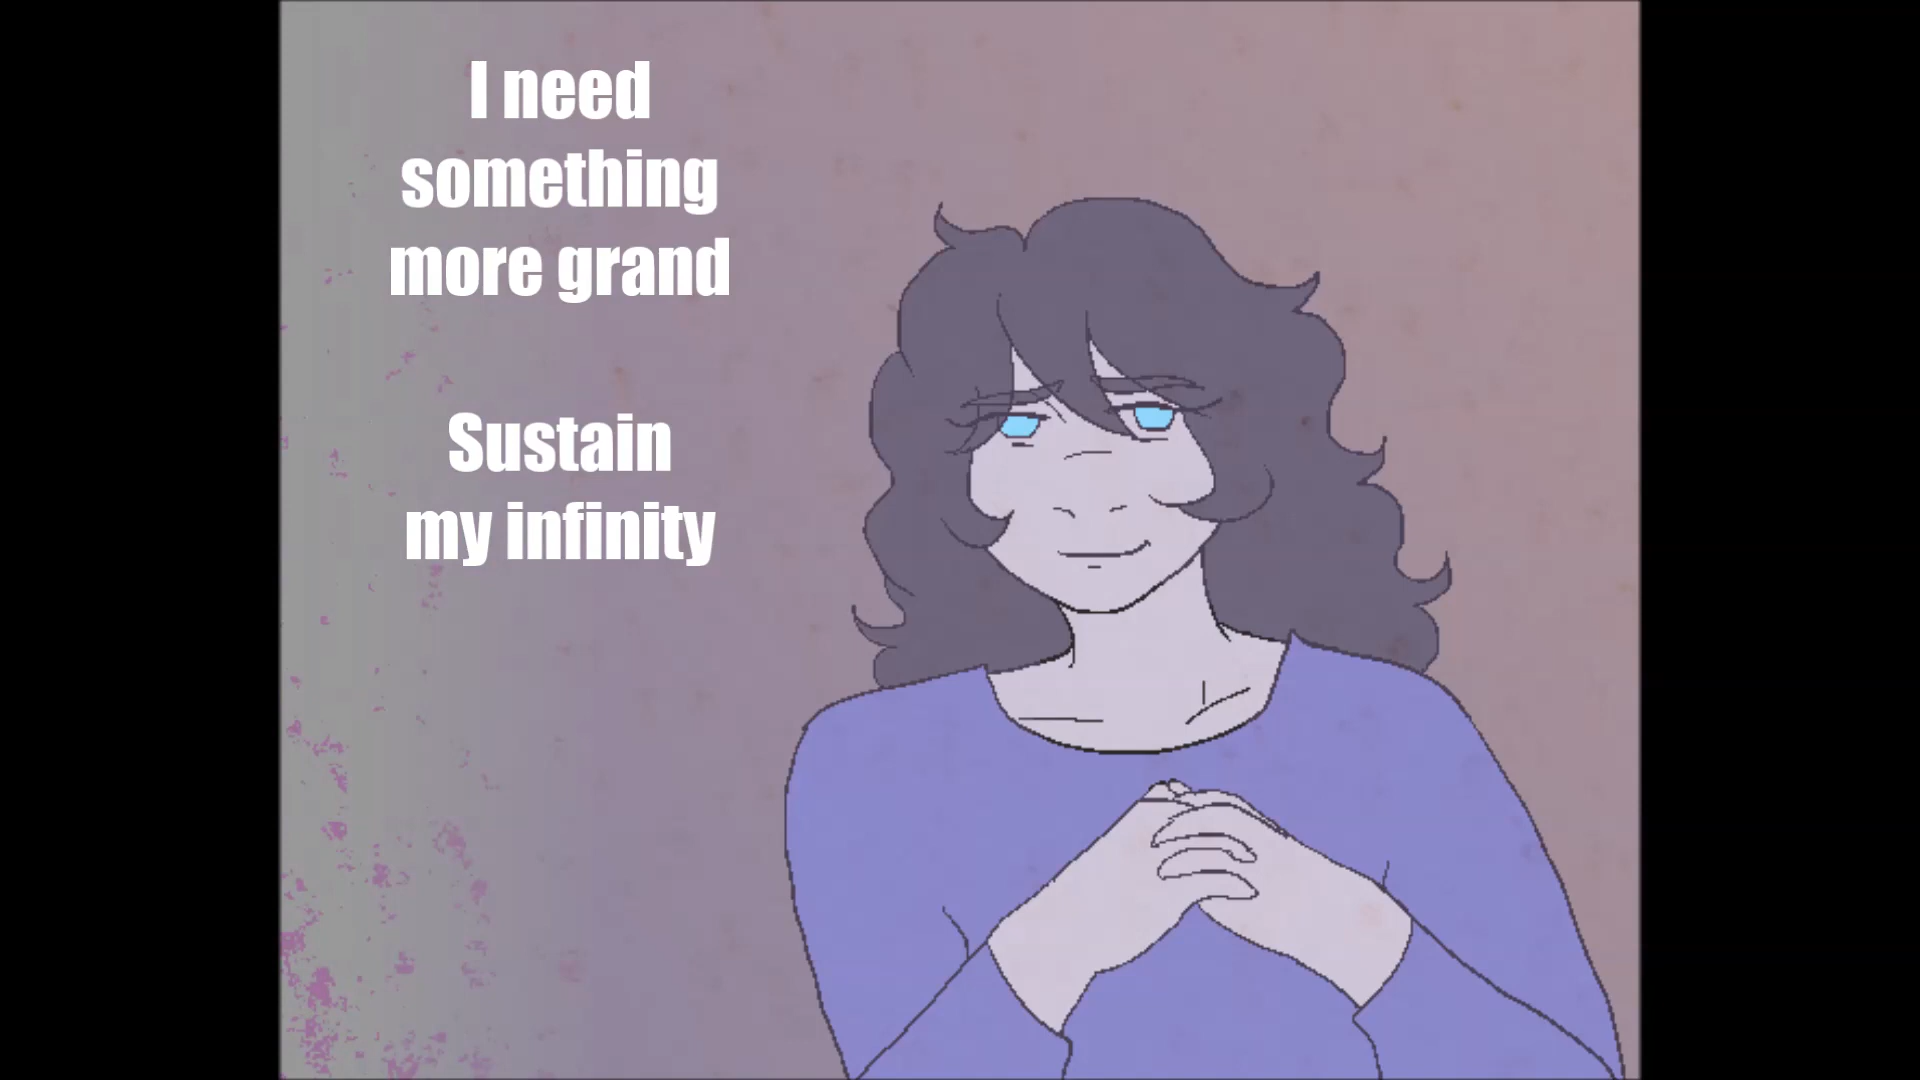 I need
something
more grand
Sustain
my infinity